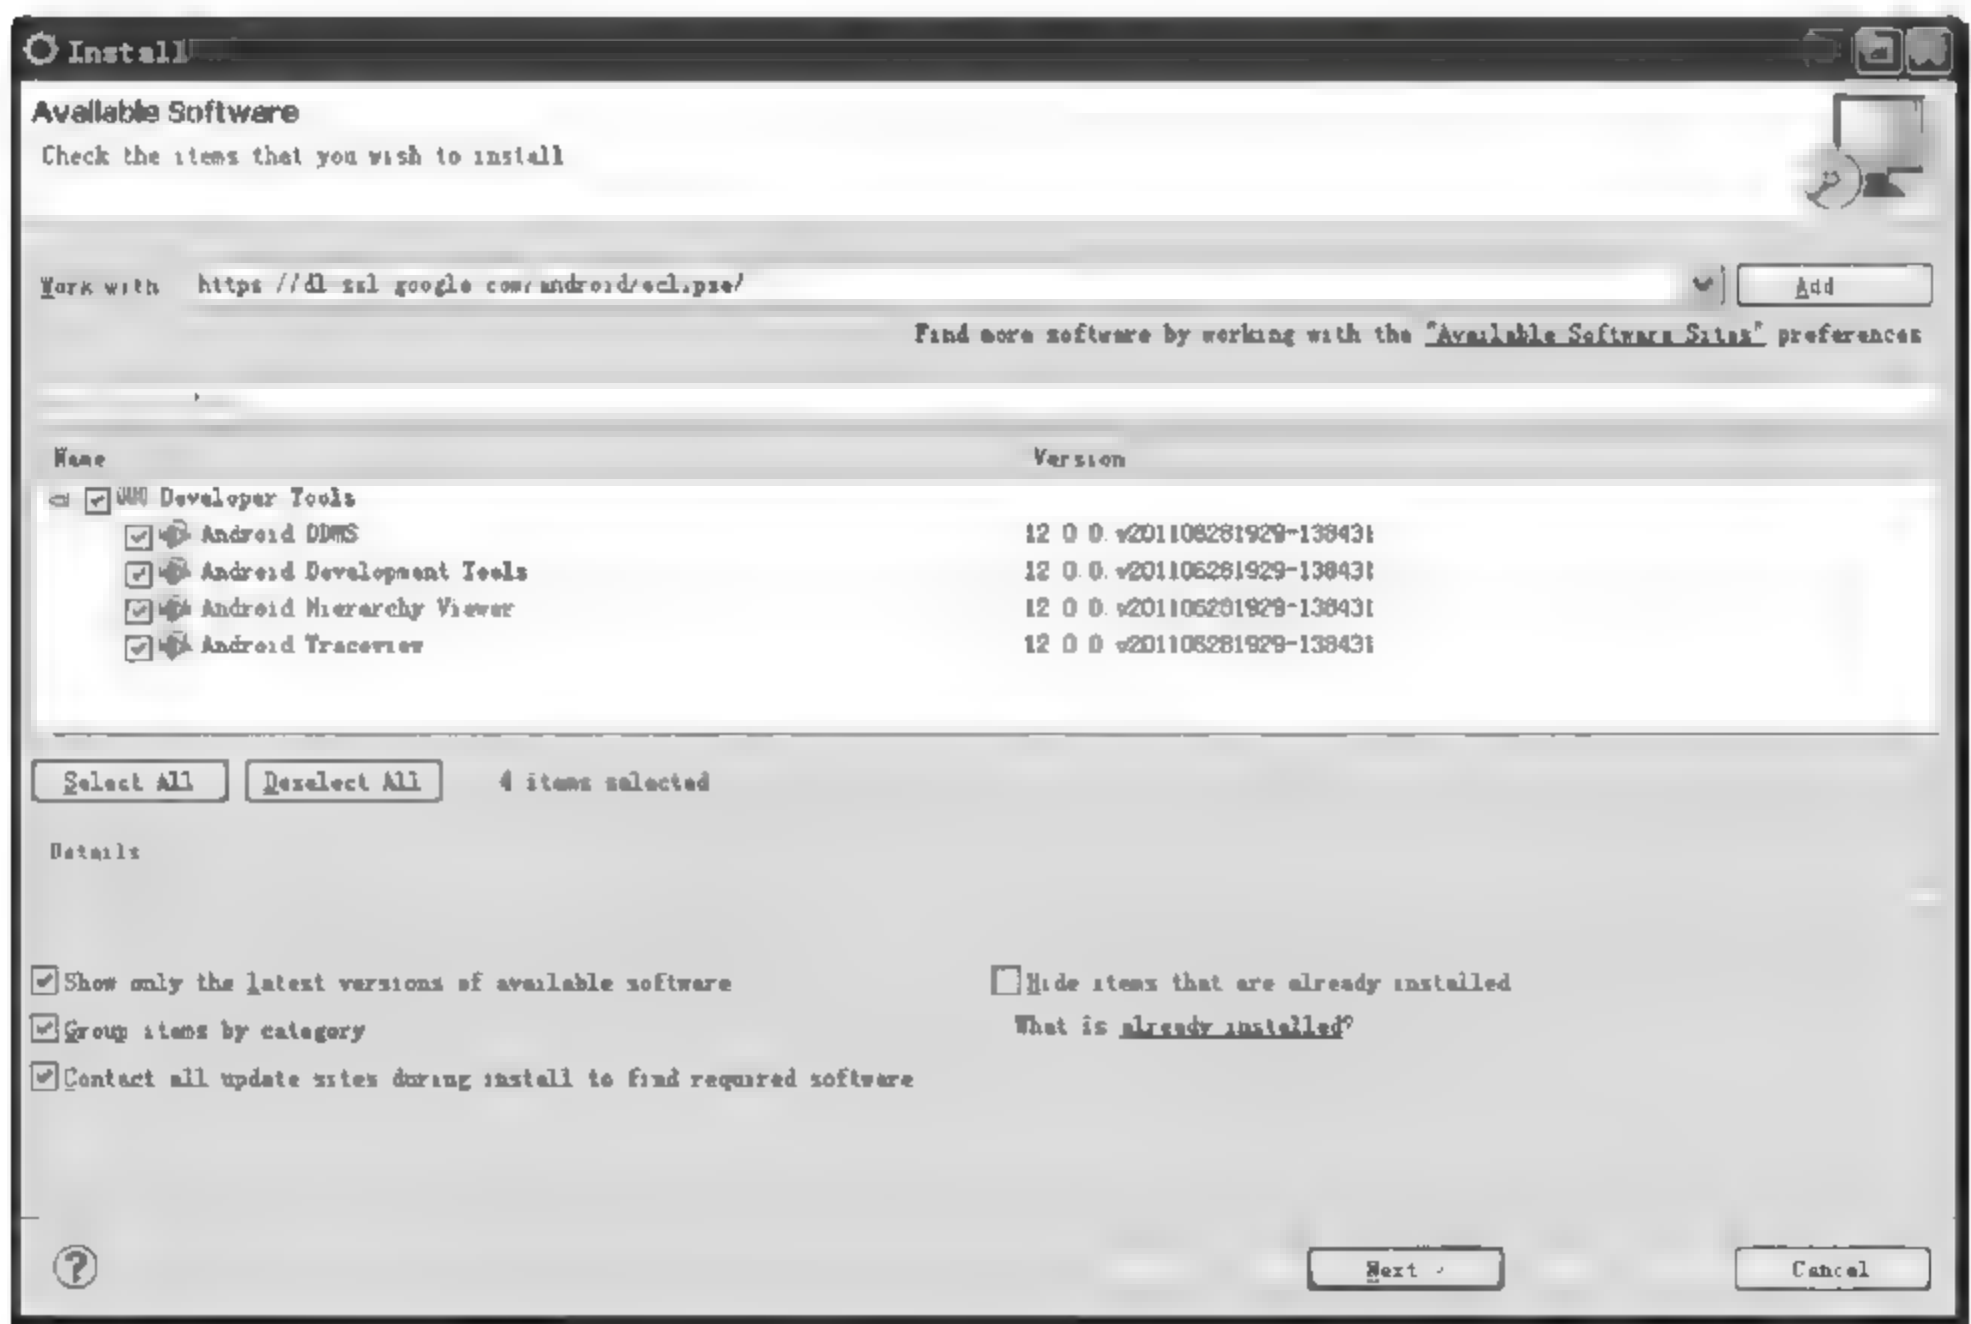 Install
Available Software
Check the items that you wish to install
Work with https://dl-ssl.google.com/android/eclipse/ Add
Find more software by working with the "Available Software Sites" preferences
Name Version
Developer Tools
Android DDMS 12.0.0.v201106281929-138431
Android Development Tools 12.0.0.v201106281929-138431
Android Hierarchy Viewer 12.0.0.v201106281929-138431
Android Traceview 12.0.0.v201106281929-138431
Select All Deselect All 4 items selected
Details
Show only the latest versions of available software Hide items that are already installed
Group items by category What is already installed?
Contact all update sites during install to find required software
? Next > Cancel